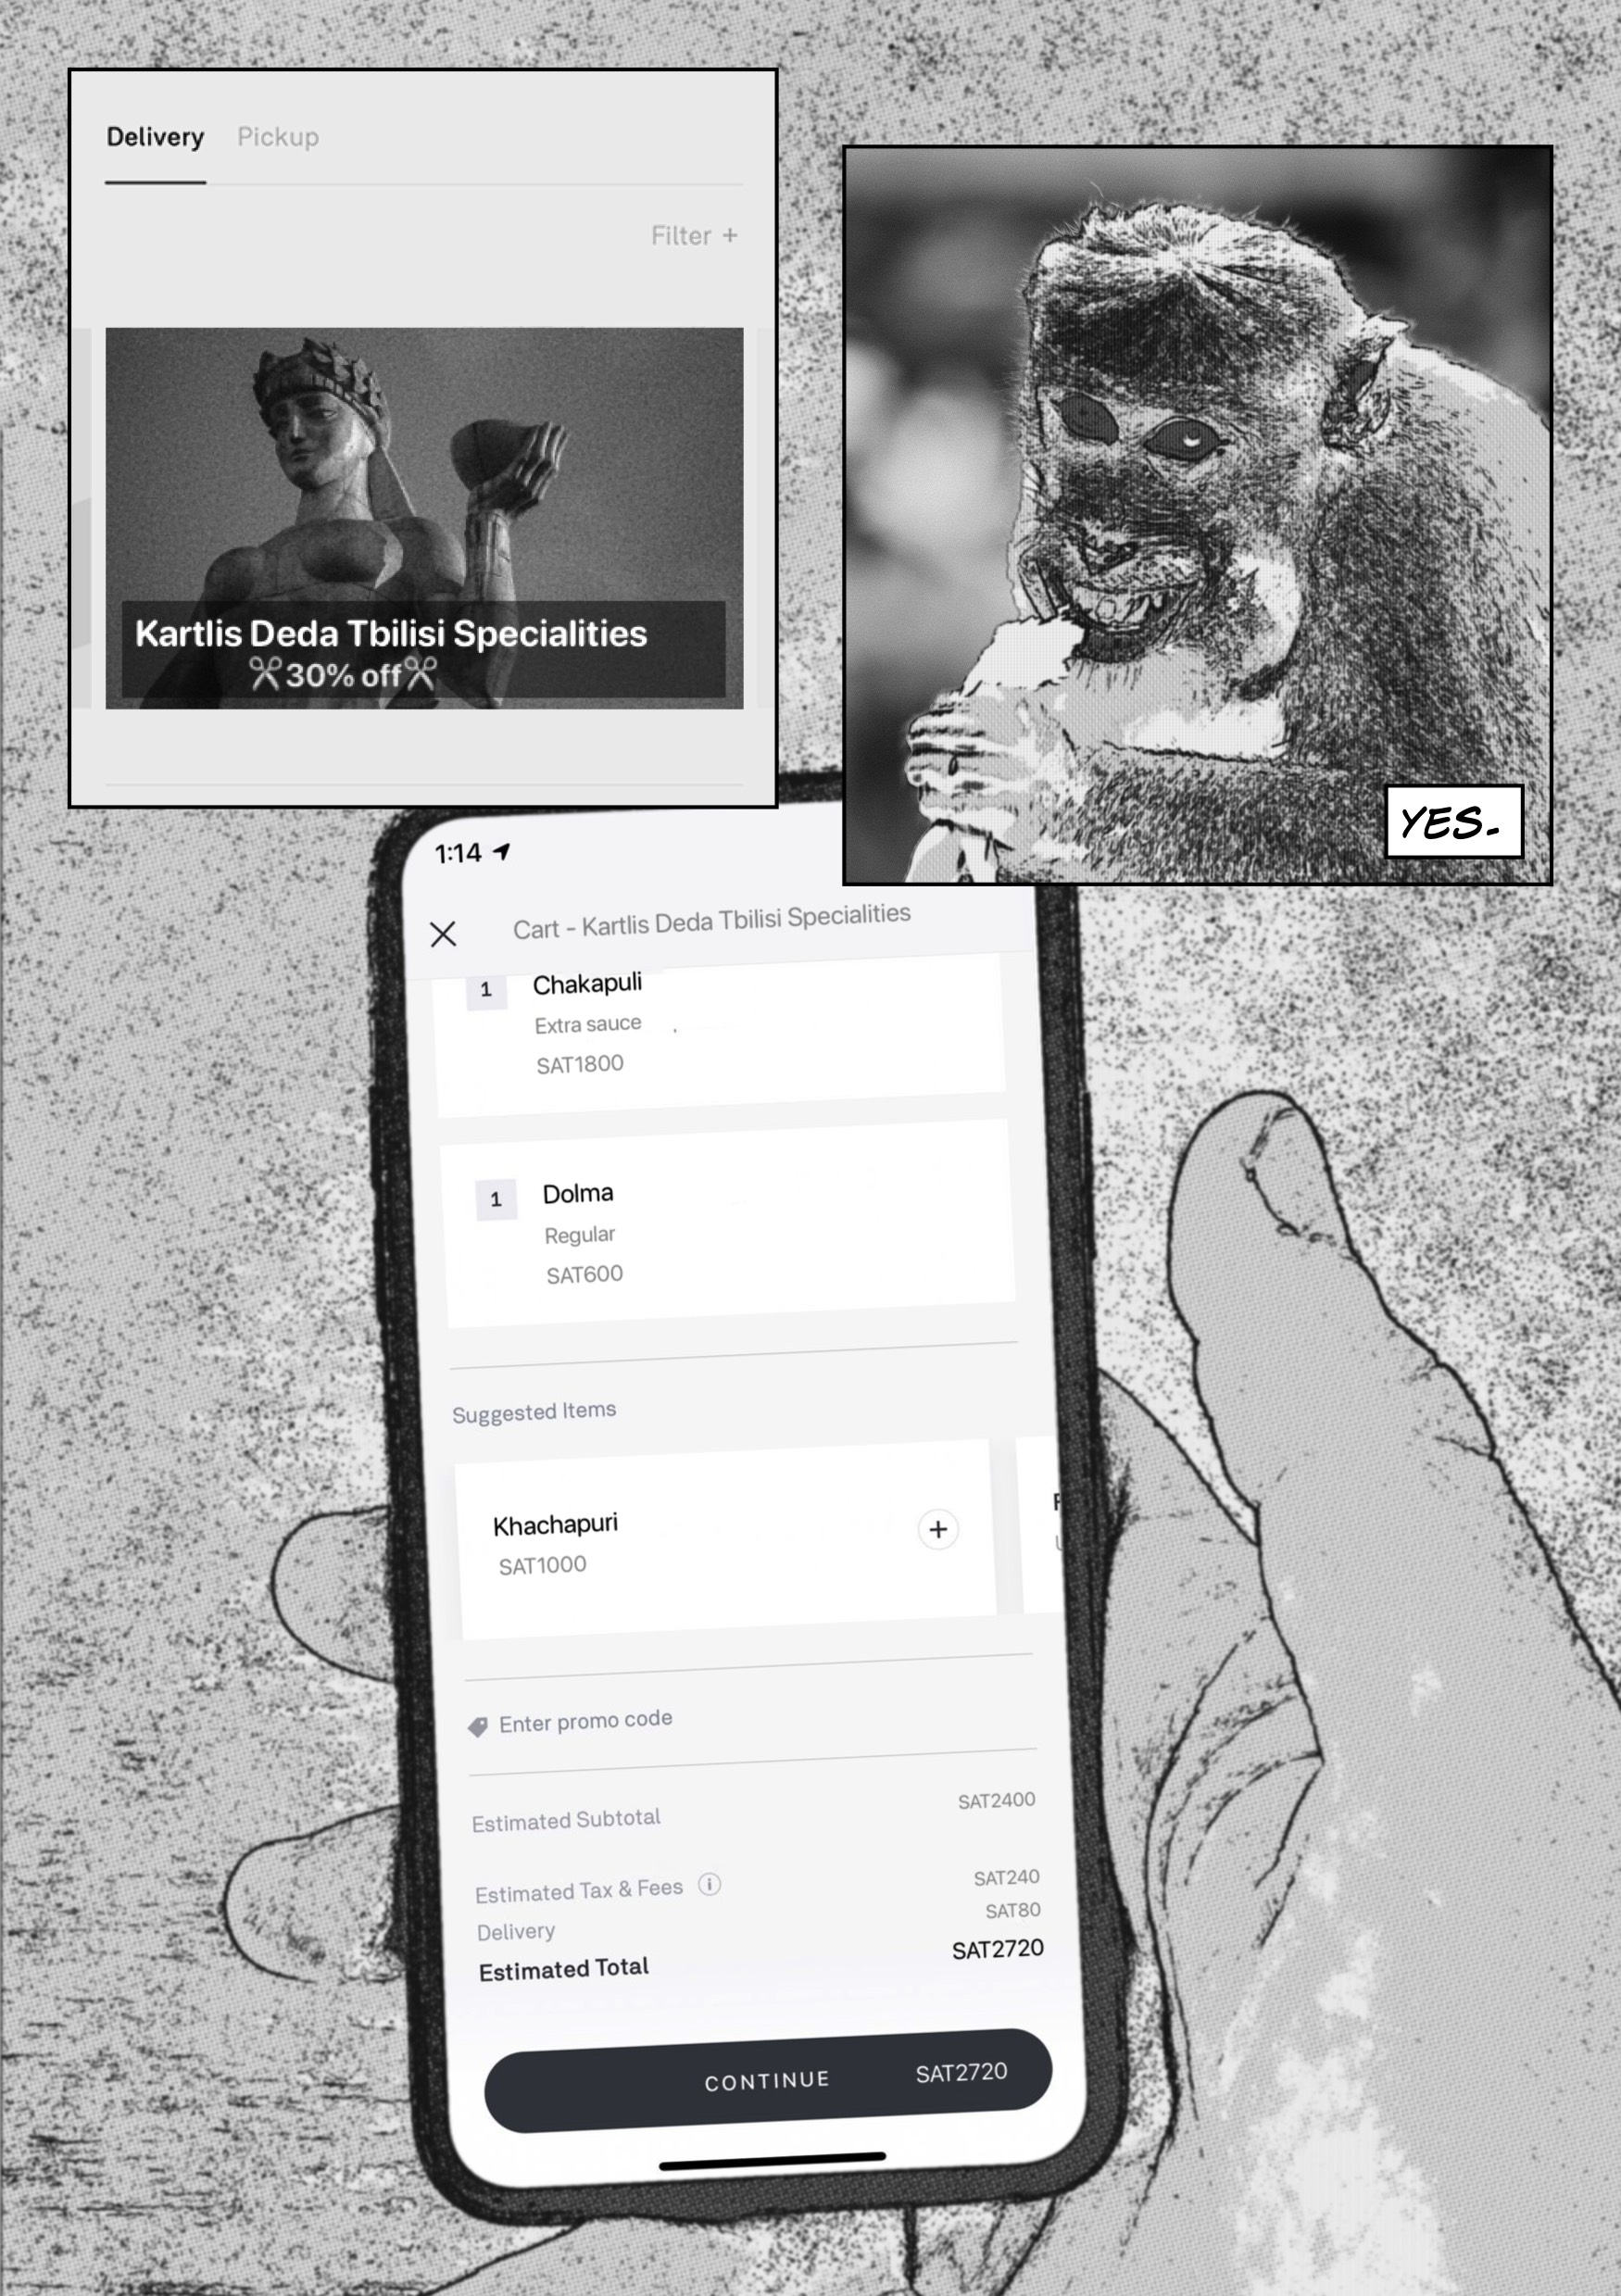 Delivery Pickup
Filter +
Kartlis Deda Tbilisi Specialities
✂30% off✂
YES.
1:14
Cart - Kartlis Deda Tbilisi Specialities
1 Chakapuli
Extra sauce
SAT1800
1 Dolma
Regular
SAT600
Suggested Items
Khachapuri
SAT1000
Enter promo code
Estimated Subtotal SAT2400
Estimated Tax & Fees SAT240
Delivery SAT80
Estimated Total SAT2720
CONTINUE SAT2720